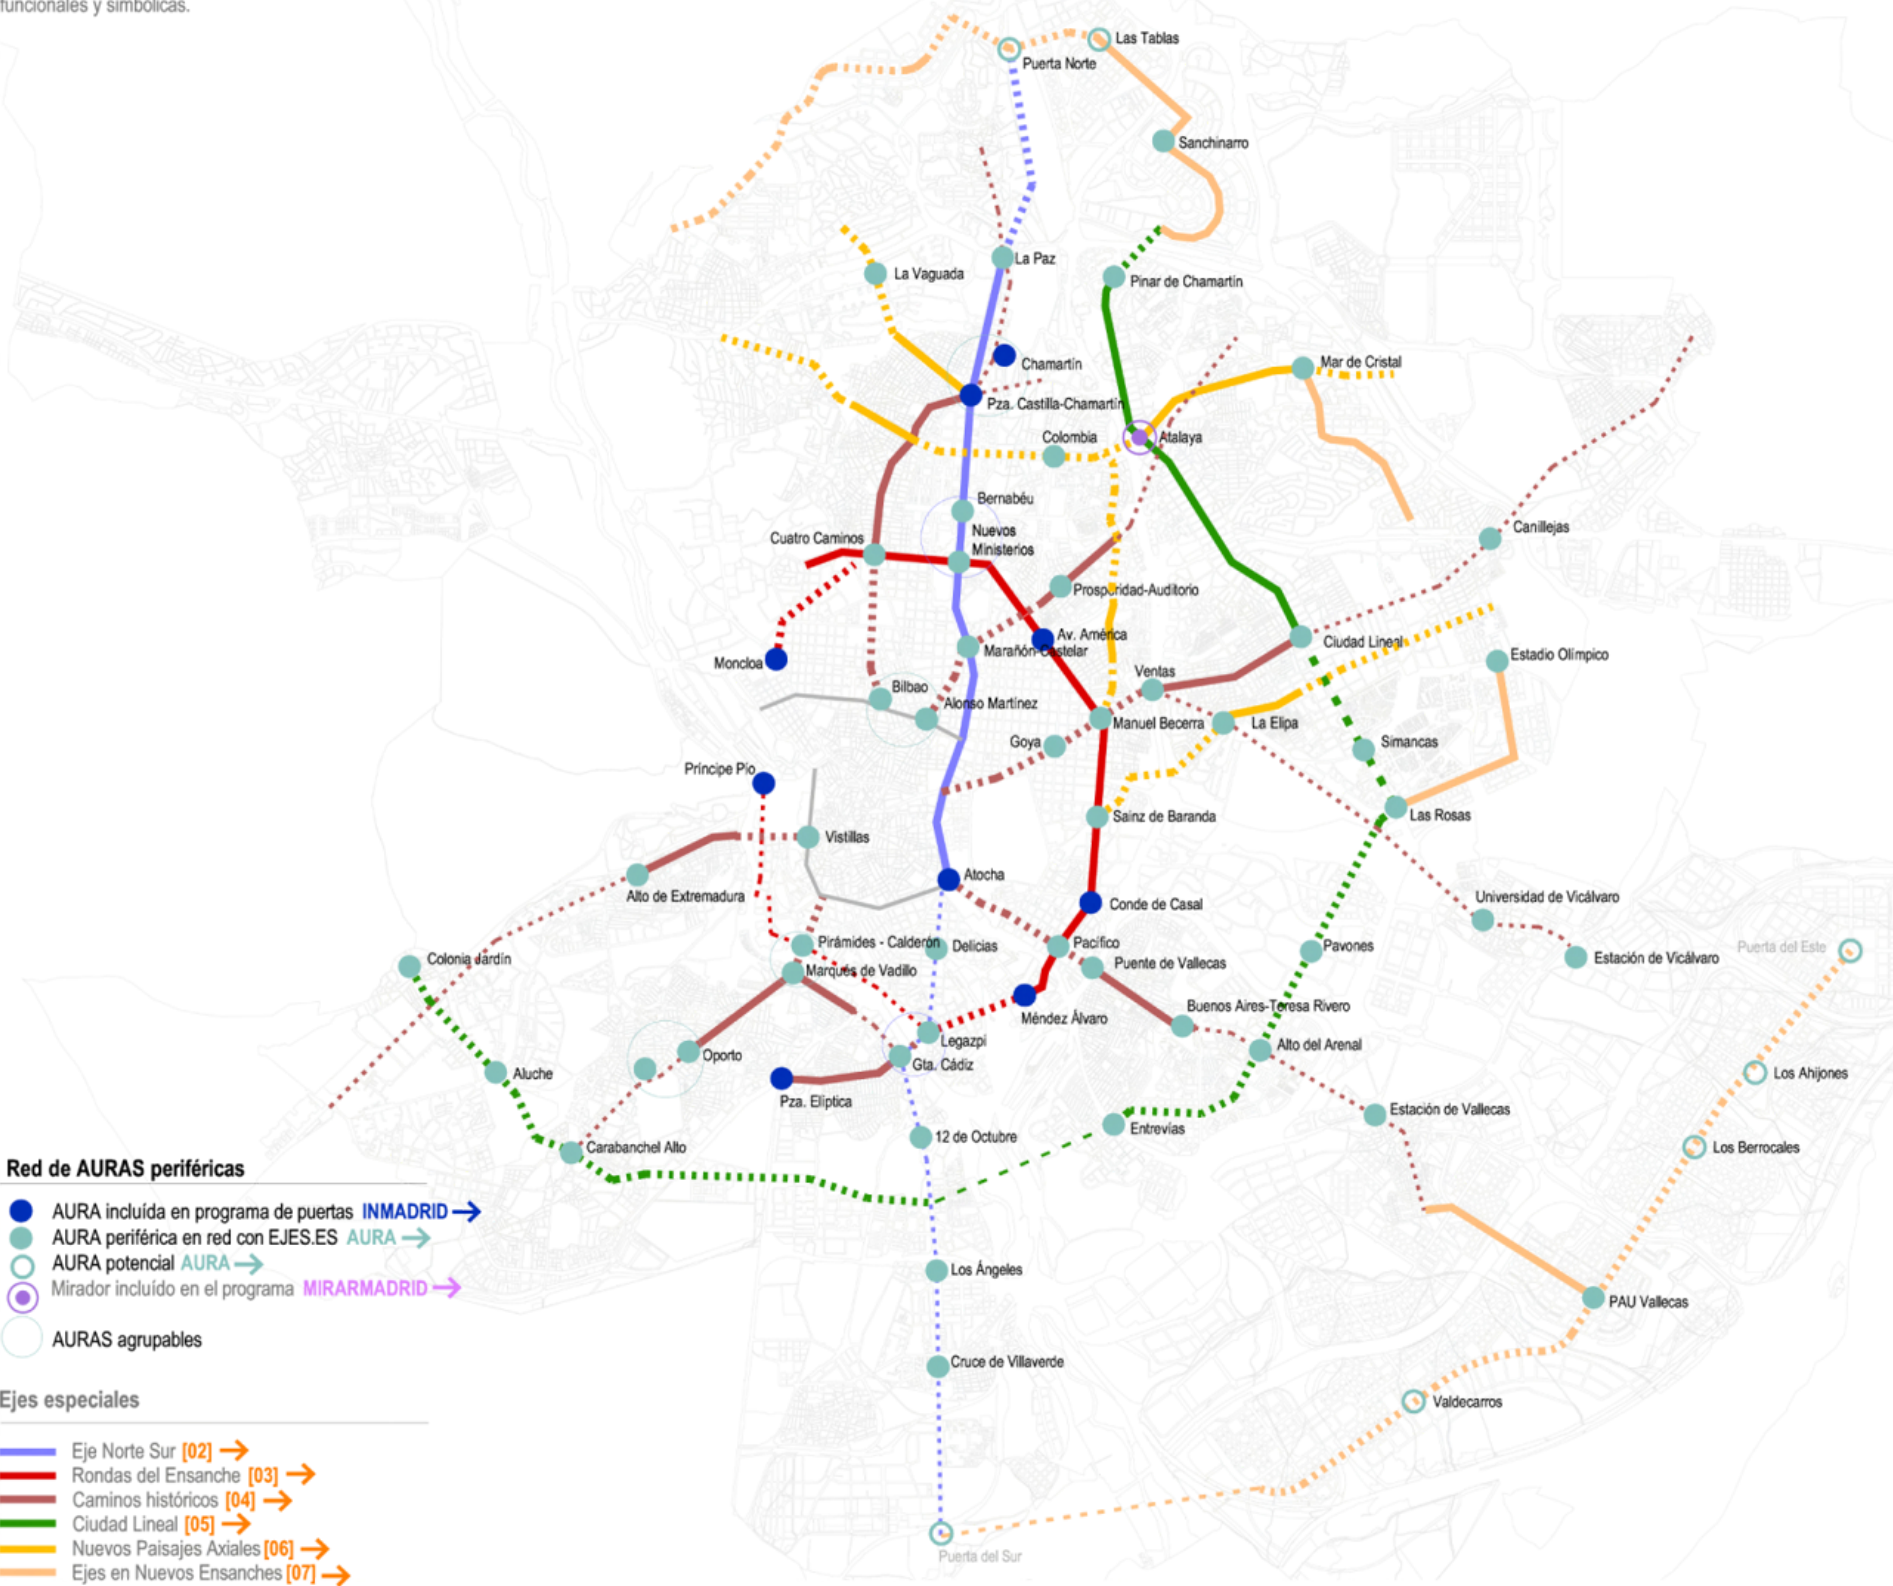 funcionales y simbólicas.
Las Tablas
Puerta Norte
Sanchinarro
La Paz
La Vaguada
Pinar de Chamartín
Chamartín
Mar de Cristal
Pza. Castilla-Chamartín
Colombia
Atalaya
Bernabéu
Nuevos
Ministerios
Cuatro Caminos
Canillejas
Prosperidad-Auditorio
Av. América
Ciudad Lineal
Marañón-Castelar
Estadio Olímpico
Moncloa
Ventas
Bilbao
Alonso Martínez
Manuel Becerra
La Elipa
Goya
Simancas
Príncipe Pío
Sainz de Baranda
Las Rosas
Vistillas
Atocha
Alto de Extremadura
Conde de Casal
Universidad de Vicálvaro
Pirámides - Calderón
Delicias
Pacífico
Pavones
Puerta del Este
Colonia Jardín
Marqués de Vadillo
Puente de Vallecas
Estación de Vicálvaro
Buenos Aires-Teresa Rivero
Méndez Álvaro
Legazpi
Alto del Arenal
Oporto
Gta. Cádiz
Aluche
Los Ahijones
Pza. Elíptica
Estación de Vallecas
Entrevías
12 de Octubre
Carabanchel Alto
Los Berrocales
Red de AURAS periféricas
AURA incluída en programa de puertas INMADRID
AURA periférica en red con EJES.ES AURA
AURA potencial AURA
Mirador incluído en el programa MIRARMADRID
AURAS agrupables
Los Ángeles
PAU Vallecas
Cruce de Villaverde
Valdecarros
Ejes especiales
Eje Norte Sur [02]
Rondas del Ensanche [03]
Caminos históricos [04]
Ciudad Lineal [05]
Nuevos Paisajes Axiales [06]
Ejes en Nuevos Ensanches [07]
Puerta del Sur